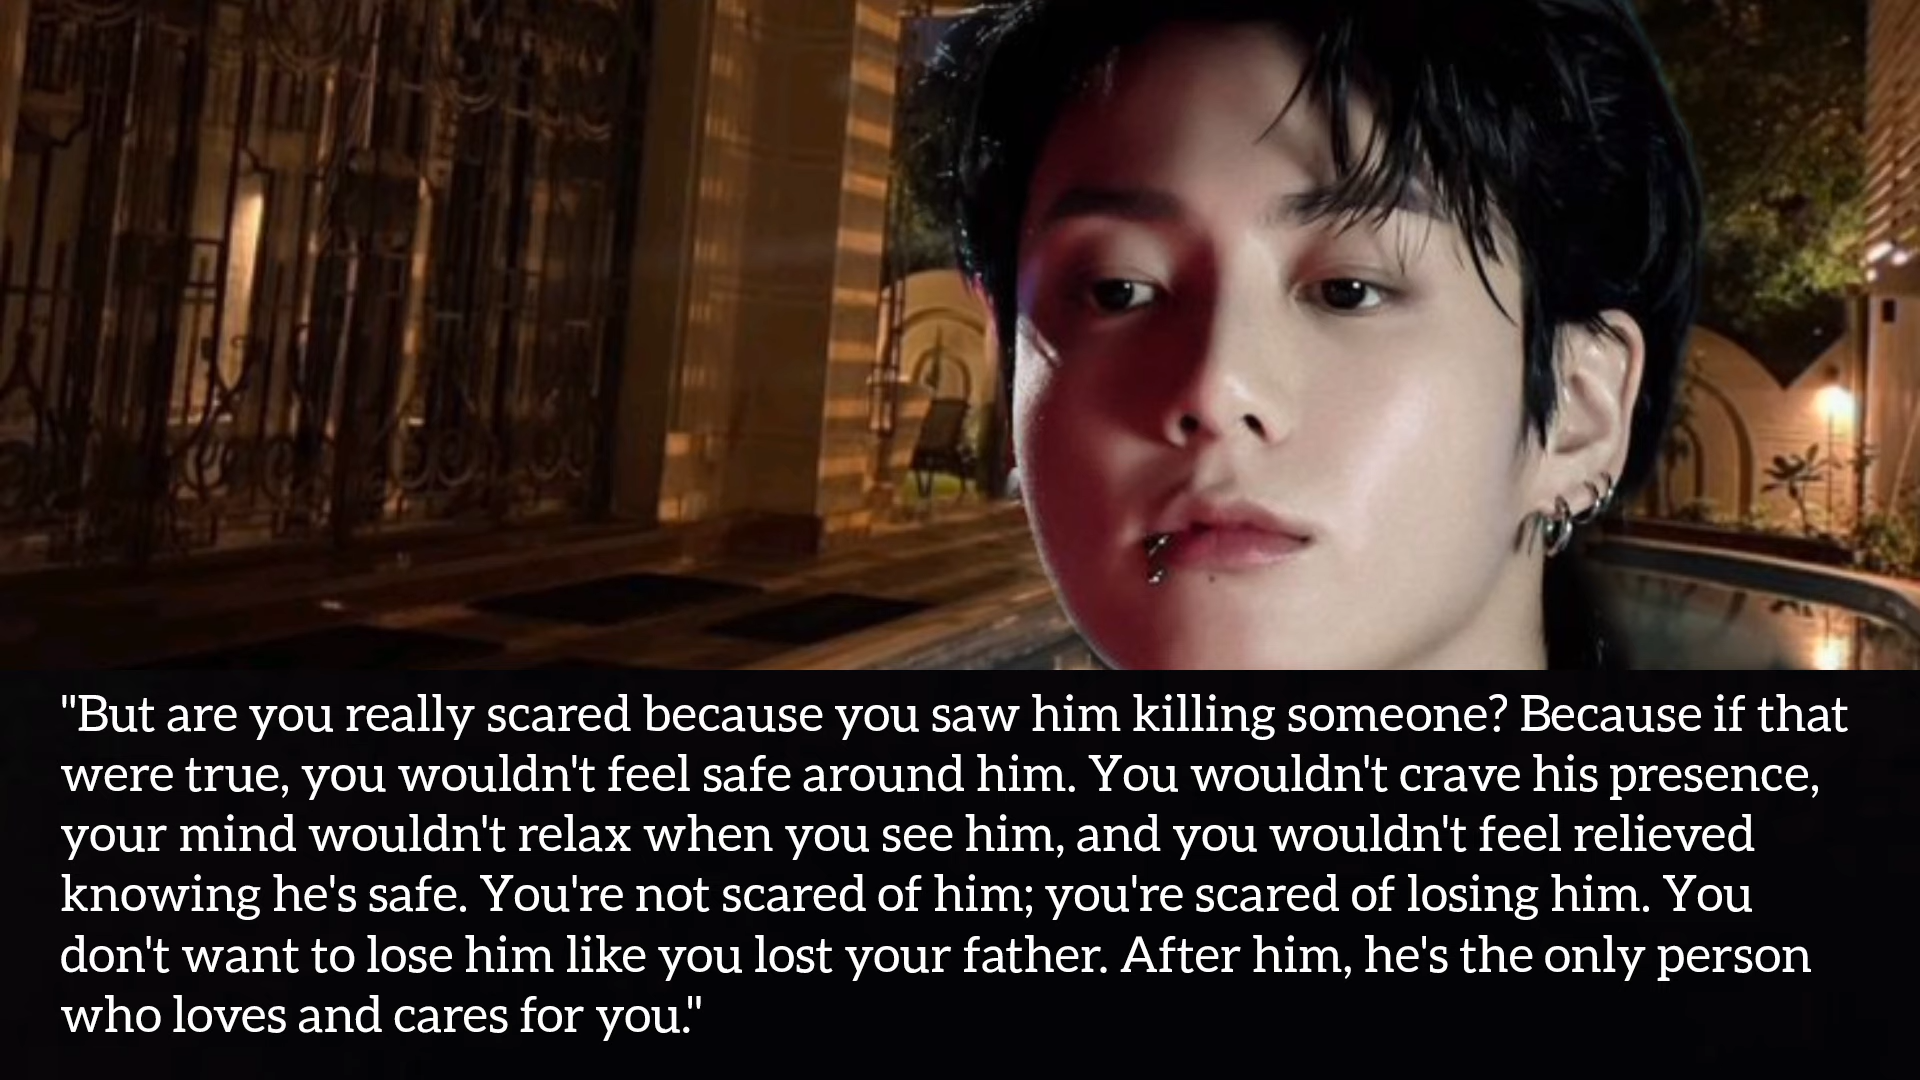 "But are you really scared because you saw him killing someone? Because if that
were true, you wouldn't feel safe around him. You wouldn't crave his presence,
your mind wouldn't relax when you see him, and you wouldn't feel relieved
knowing he's safe. You're not scared of him; you're scared of losing him. You
don't want to lose him like you lost your father. After him, he's the only person
who loves and cares for you."